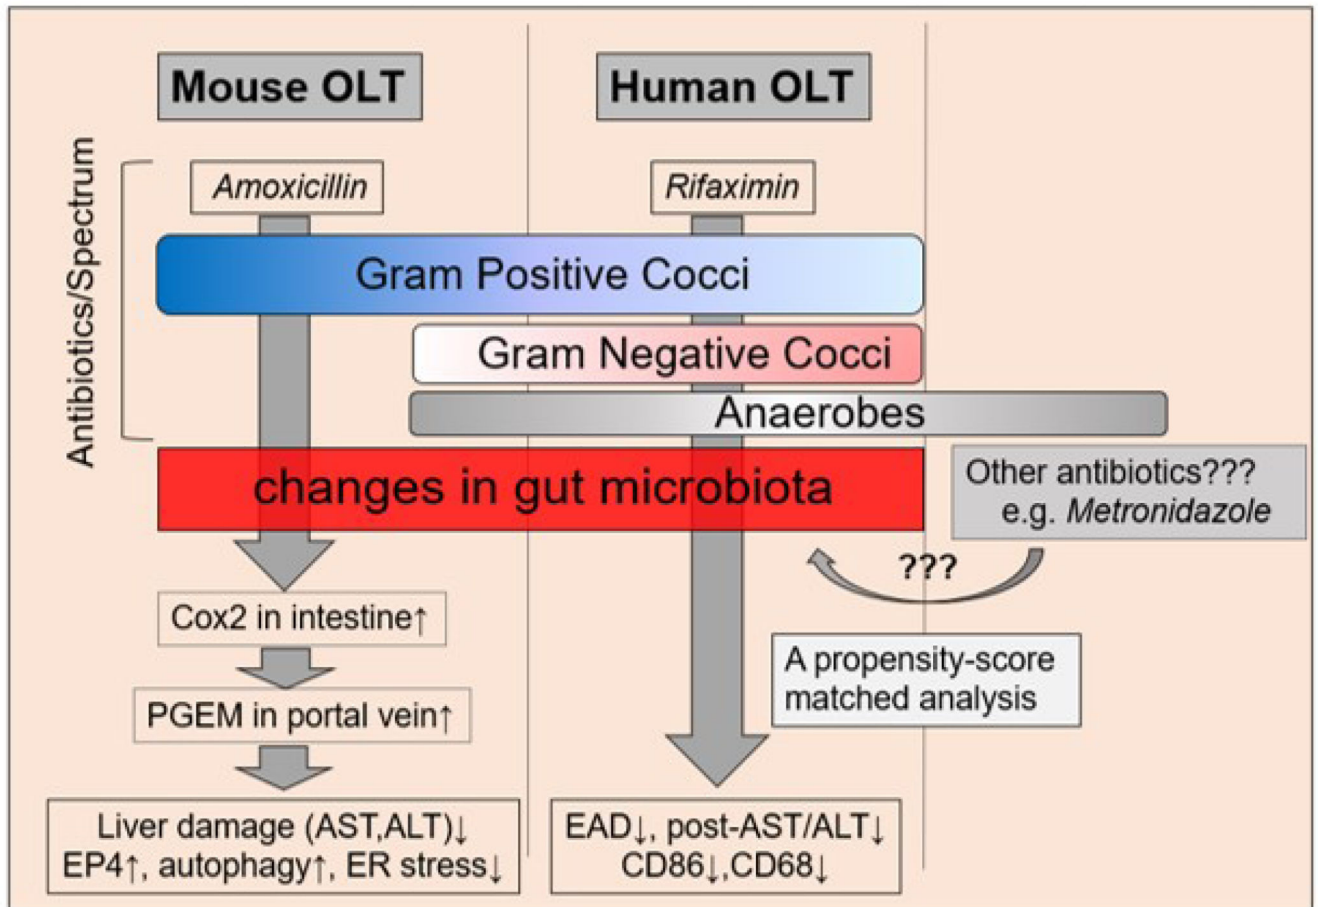 Mouse OLT
Human OLT
Antibiotics/Spectrum
Amoxicillin
Rifaximin
Gram Positive Cocci
Gram Negative Cocci
Anaerobes
changes in gut microbiota
Other antibiotics???
e.g. Metronidazole
???
Cox2 in intestine↑
A propensity-score
matched analysis
PGEM in portal vein↑
Liver damage (AST,ALT)↓
EP4↑, autophagy↑, ER stress↓
EAD↓, post-AST/ALT↓
CD86↓,CD68↓